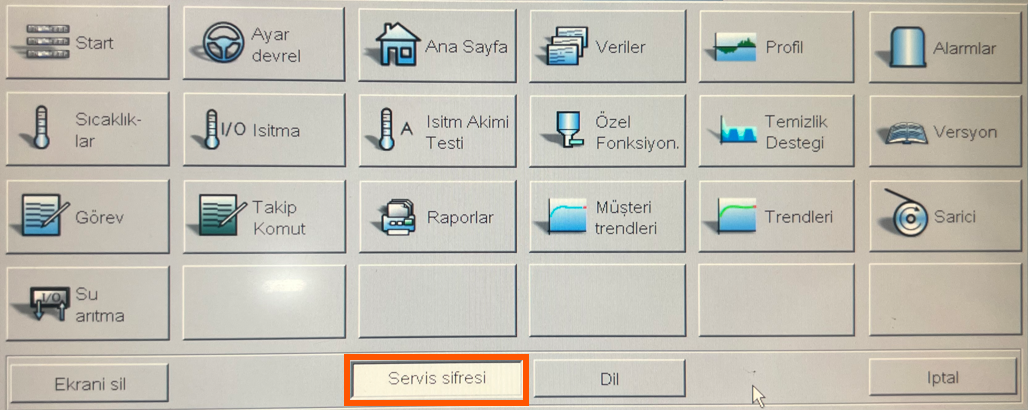 Start
Ayar
devrel
Ana Sayfa
Veriler
Profil
Alarmlar
Sıcaklık-
lar
I/O Isitma
A Isitm Akimi
Testi
Özel
Fonksiyon.
Temizlik
Destegi
Versyon
Görev
Takip
Komut
Raporlar
Müşteri
trendleri
Trendleri
Sarici
I/O
Su
arıtma
Ekrani sil
Servis sifresi
Dil
Iptal